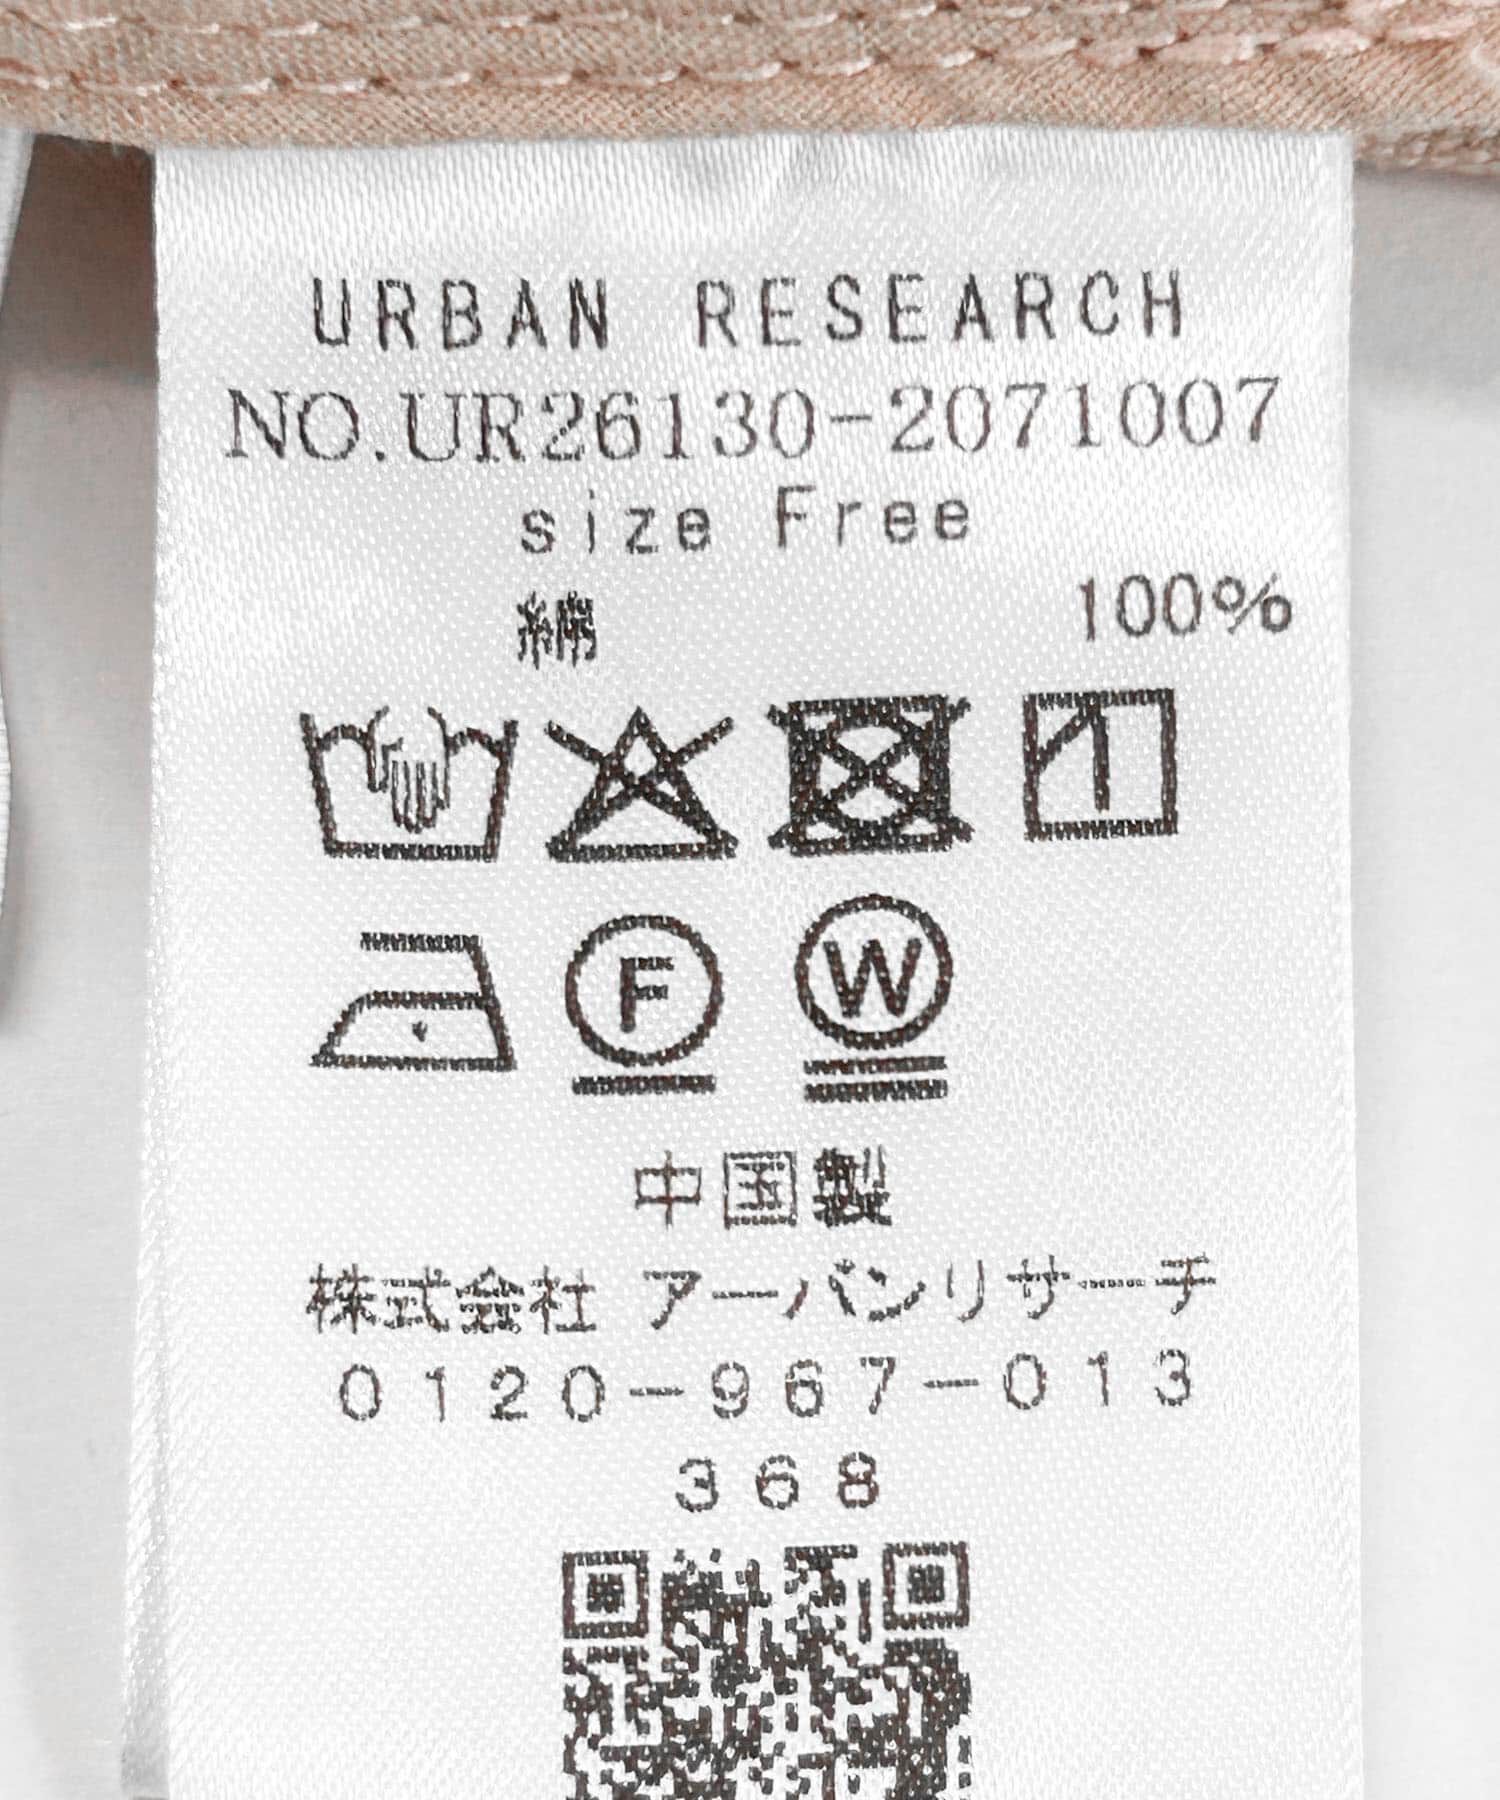 URBAN RESEARCH
NO.UR26130-2071007
size Free
綿 100%
F W
中国製
株式会社 アーバンリサーチ
0120-967-013
368